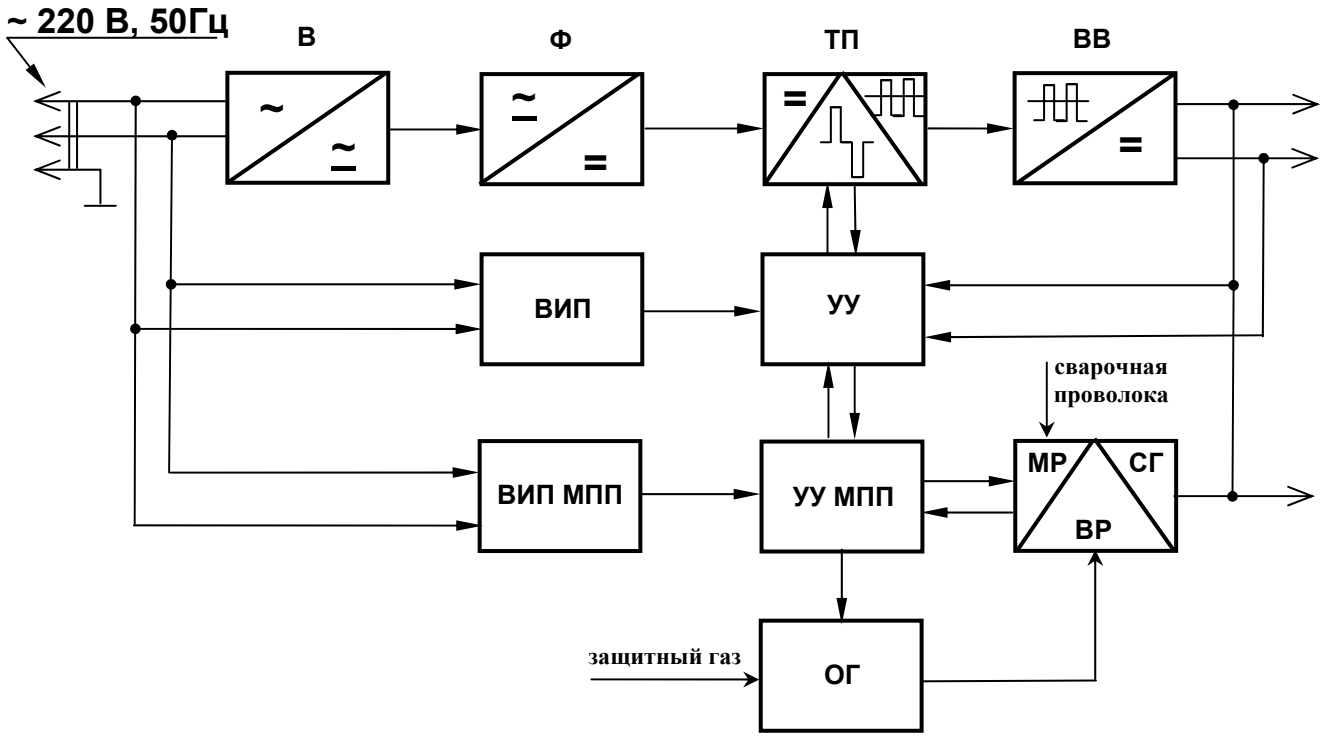 ~ 220 В, 50Гц
В
Ф
ТП
ВВ
~
≂
≂
=
=
=
ВИП
УУ
сварочная
проволока
ВИП МПП
УУ МПП
МР
СГ
ВР
защитный газ
ОГ